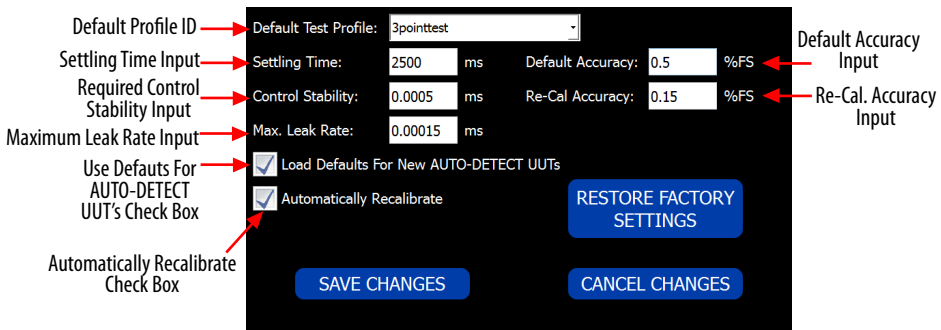 Default Profile ID
Default Test Profile: 3pointtest
Default Accuracy
Input
Settling Time Input
Settling Time: 2500 ms Default Accuracy: 0.5 %FS
Required Control
Stability Input
Control Stability: 0.0005 ms Re-Cal Accuracy: 0.15 %FS
Re-Cal. Accuracy
Input
Maximum Leak Rate Input
Max. Leak Rate: 0.00015 ms
Use Defauts For
AUTO-DETECT
UUT's Check Box
Load Defaults For New AUTO-DETECT UUTs
Automatically Recalibrate
RESTORE FACTORY
SETTINGS
Automatically Recalibrate
Check Box
SAVE CHANGES
CANCEL CHANGES